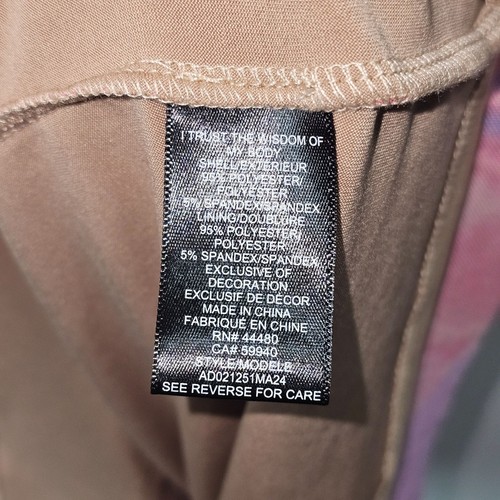 I TRUST THE WISDOM OF
MY BODY
SHELL/EXTÉRIEUR
95% POLYESTER/
POLYESTER
5% SPANDEX/SPANDEX
LINING/DOUBLURE
95% POLYESTER/
POLYESTER
5% SPANDEX/SPANDEX
EXCLUSIVE OF
DECORATION
EXCLUSIF DE DÉCOR
MADE IN CHINA
FABRIQUÉ EN CHINE
RN# 44480
CA# 59940
STYLE/MODELE
AD021251MA24
SEE REVERSE FOR CARE